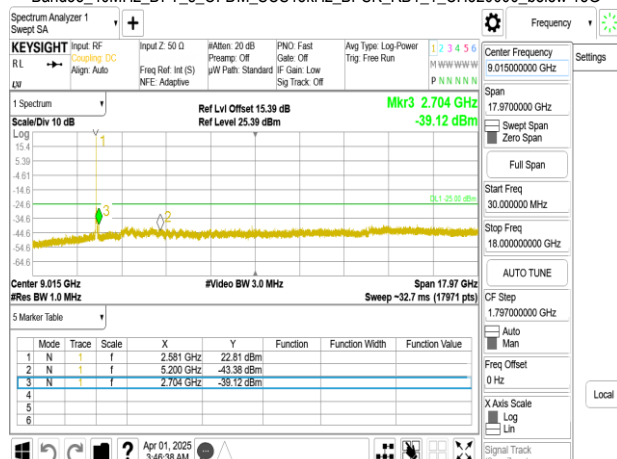 Spectrum Analyzer 1
Swept SA
+
Frequency
KEYSIGHT
RL
Input: RF
Coupling: DC
Align: Auto
Input Z: 50 Ω
Freq Ref: Int (S)
NFE: Adaptive
#Atten: 20 dB
Preamp: Off
µW Path: Standard
PNO: Fast
Gate: Off
IF Gain: Low
Sig Track: Off
Avg Type: Log-Power
Trig: Free Run
1 2 3 4 5 6
M W W W W W
P N N N N N
1 Spectrum
Scale/Div 10 dB
Ref Lvl Offset 15.39 dB
Ref Level 25.39 dBm
Mkr3 2.704 GHz
-39.12 dBm
Log
15.4
5.39
-4.61
-14.6
-24.6
-34.6
-44.6
-54.6
-64.6
1
2
3
DL1 -25.00 dBm
Center 9.015 GHz
#Res BW 1.0 MHz
#Video BW 3.0 MHz
Span 17.97 GHz
Sweep ~32.7 ms (17971 pts)
5 Marker Table
Mode Trace Scale X Y Function Function Width Function Value
1 N 1 f 2.581 GHz 22.81 dBm
2 N 1 f 5.200 GHz -43.38 dBm
3 N 1 f 2.704 GHz -39.12 dBm
4
5
6
?
Apr 01, 2025
3:46:38 AM
Center Frequency
9.015000000 GHz
Span
17.9700000 GHz
Swept Span
Zero Span
Full Span
Start Freq
30.000000 MHz
Stop Freq
18.000000000 GHz
AUTO TUNE
CF Step
1.797000000 GHz
Auto
Man
Freq Offset
0 Hz
X Axis Scale
Log
Lin
Signal Track
Settings
Local